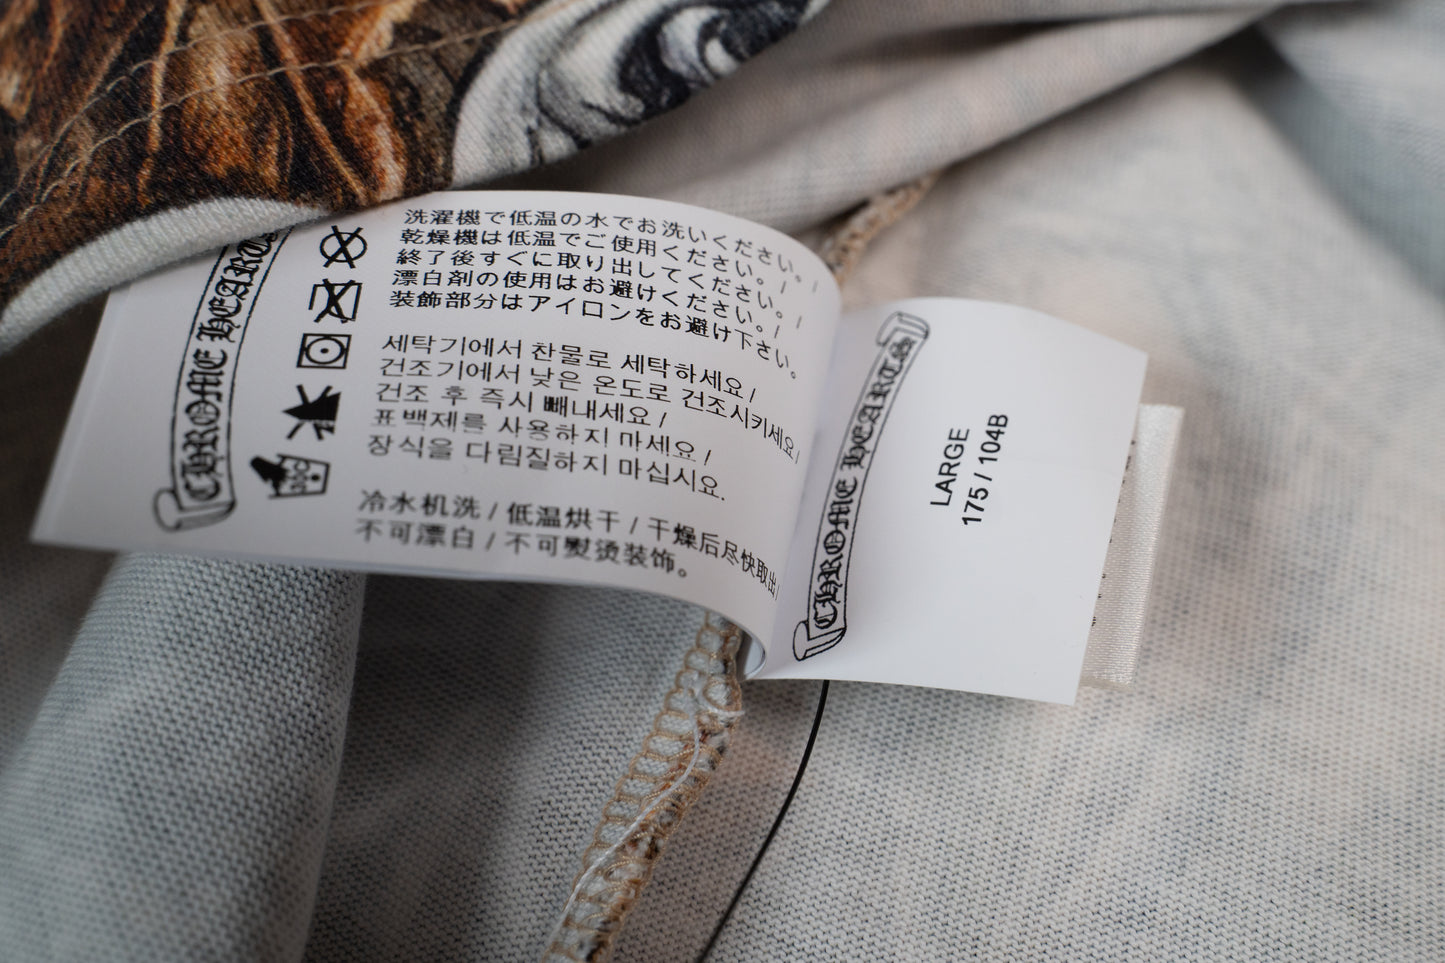 CHROME HEARTS
洗濯機で低温の水でお洗いください。/
乾燥機は低温でご使用ください。/
終了後すぐに取り出してください。/
漂白剤の使用はお避けください。/
装飾部分はアイロンをお避け下さい。
세탁기에서 찬물로 세탁하세요 /
건조기에서 낮은 온도로 건조시키세요 /
건조 후 즉시 빼내세요 /
표백제를 사용하지 마세요 /
장식을 다림질하지 마십시요.
冷水机洗 / 低温烘干 / 干燥后尽快取出 /
不可漂白 / 不可熨烫装饰。
CHROME HEARTS
LARGE
175 / 104B